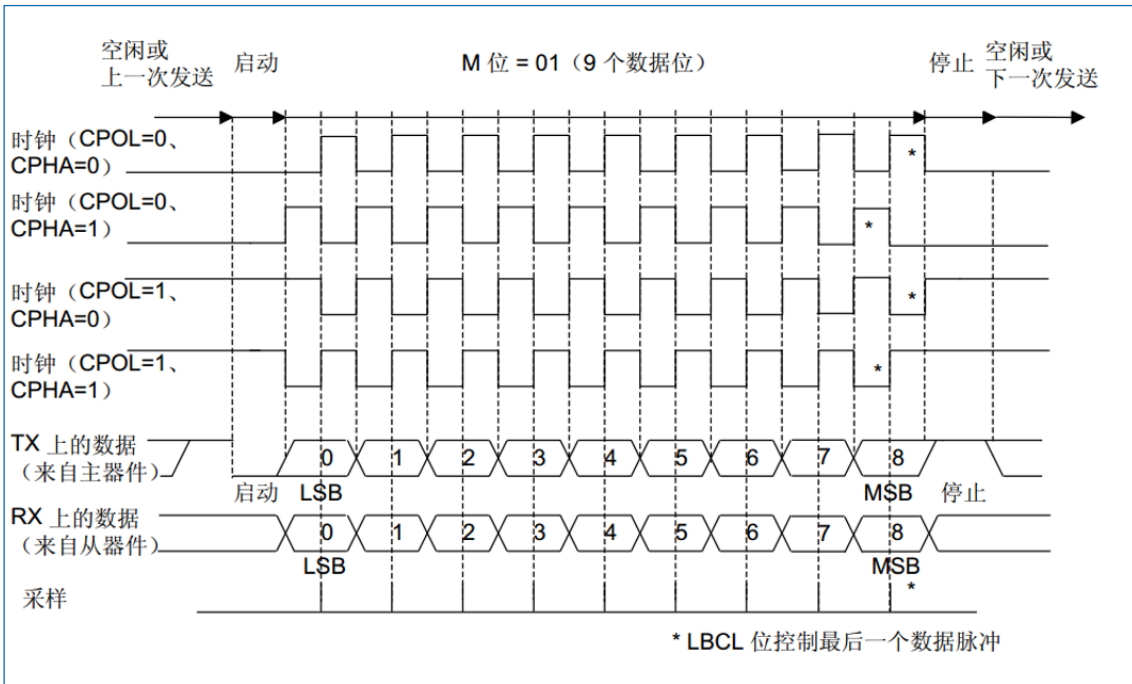 空闲或
上一次发送
启动
M 位 = 01（9 个数据位）
停止
空闲或
下一次发送
时钟（CPOL=0、
CPHA=0）
*
时钟（CPOL=0、
CPHA=1）
*
时钟（CPOL=1、
CPHA=0）
*
时钟（CPOL=1、
CPHA=1）
*
TX 上的数据
（来自主器件）
0 1 2 3 4 5 6 7 8
启动 LSB MSB 停止
RX 上的数据
（来自从器件）
0 1 2 3 4 5 6 7 8
LSB MSB
采样
*
* LBCL 位控制最后一个数据脉冲